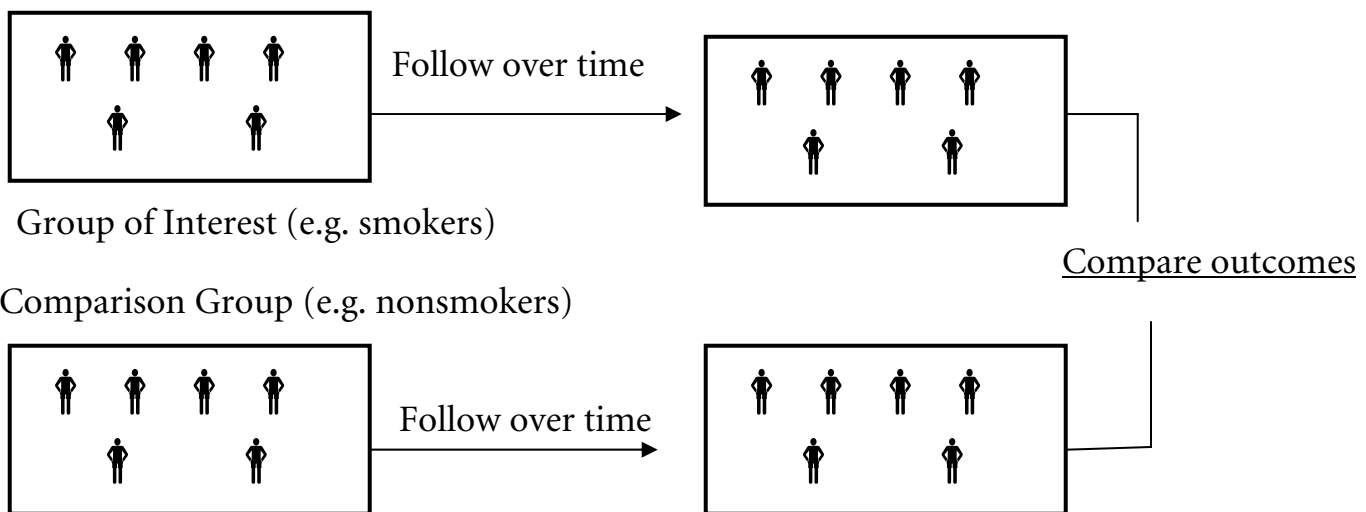 Follow over time
Group of Interest (e.g. smokers)
Compare outcomes
Comparison Group (e.g. nonsmokers)
Follow over time